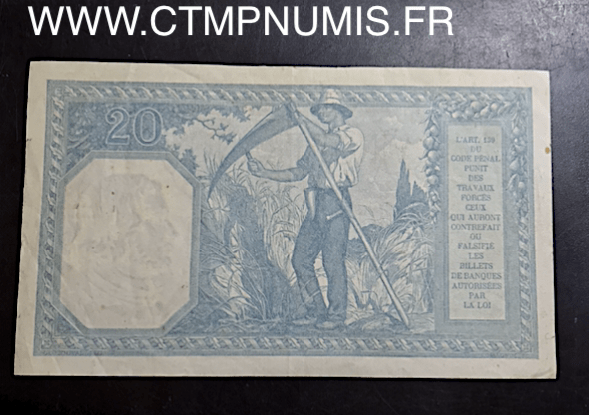 WWW.CTMPNUMIS.FR
20
L'ART. 139
DU
CODE PÉNAL
PUNIT
DES
TRAVAUX
FORCÉS
CEUX
QUI AURONT
CONTREFAIT
OU
FALSIFIÉ
LES
BILLETS
DE BANQUES
AUTORISÉES
PAR
LA LOI